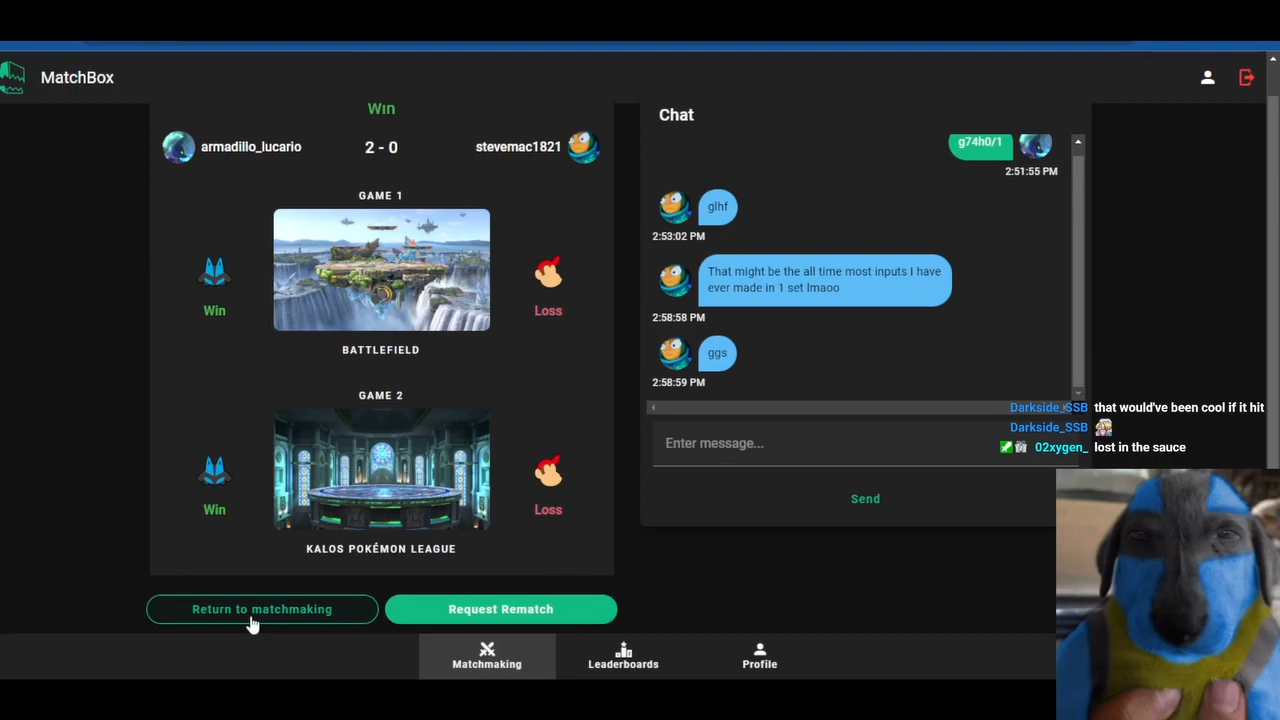 MatchBox
Win
armadillo_lucario
2 - 0
stevemac1821
GAME 1
Win
Loss
BATTLEFIELD
GAME 2
Win
Loss
KALOS POKÉMON LEAGUE
Return to matchmaking
Request Rematch
Chat
g74h0/1
2:51:55 PM
glhf
2:53:02 PM
That might be the all time most inputs I have
ever made in 1 set lmaoo
2:58:58 PM
ggs
2:58:59 PM
Enter message...
Send
Darkside_SSB that would've been cool if it hit
Darkside_SSB
02xygen_ lost in the sauce
Matchmaking
Leaderboards
Profile